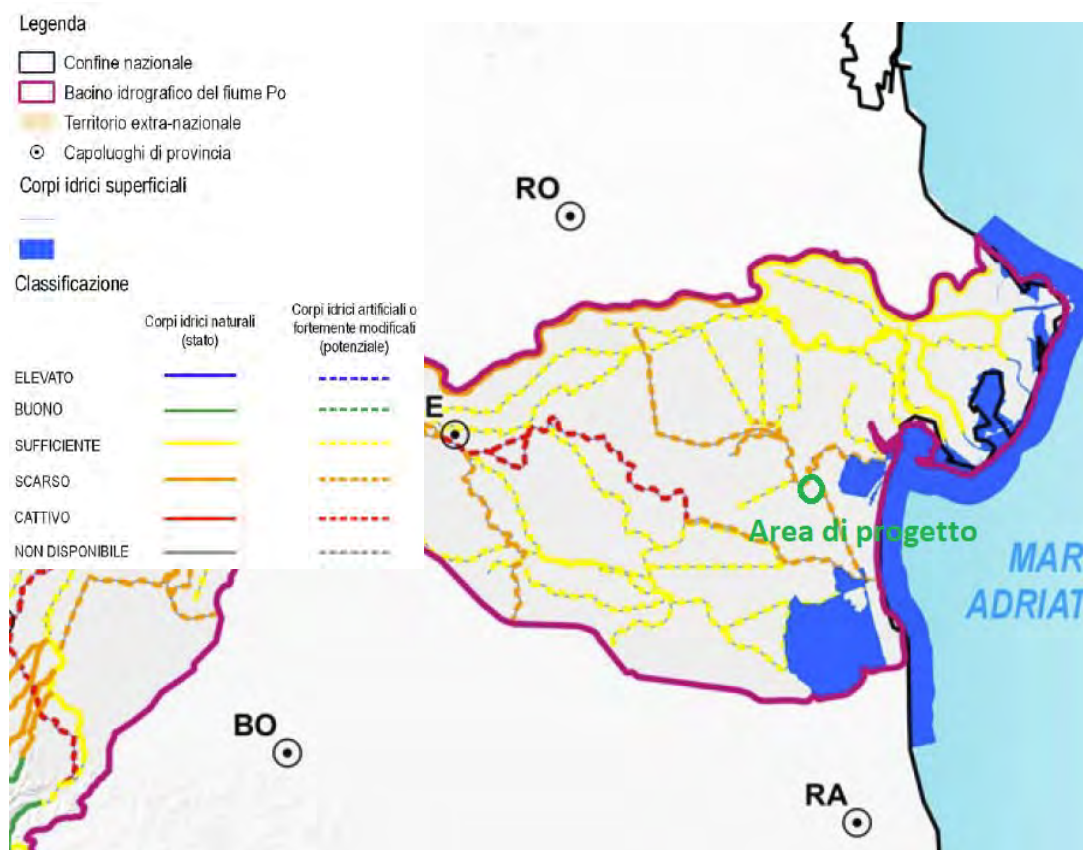 Legenda
Confine nazionale
Bacino idrografico del fiume Po
Territorio extra-nazionale
Capoluoghi di provincia
Corpi idrici superficiali
Classificazione
Corpi idrici naturali
(stato)
Corpi idrici artificiali o
fortemente modificati
(potenziale)
ELEVATO
BUONO
SUFFICIENTE
SCARSO
CATTIVO
NON DISPONIBILE
RO
E
Area di progetto
MAR
ADRIAT
BO
RA